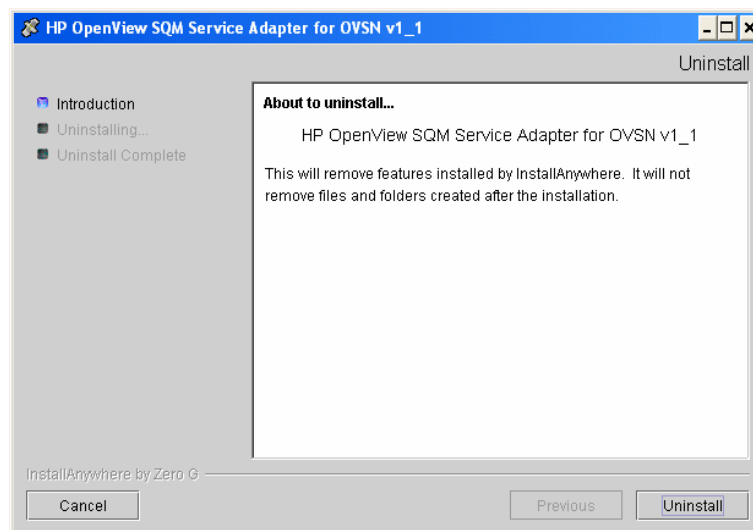 HP OpenView SQM Service Adapter for OVSN v1_1
Uninstall
Introduction
Uninstalling...
Uninstall Complete
About to uninstall...
HP OpenView SQM Service Adapter for OVSN v1_1
This will remove features installed by InstallAnywhere. It will not
remove files and folders created after the installation.
InstallAnywhere by Zero G
Cancel
Previous
Uninstall